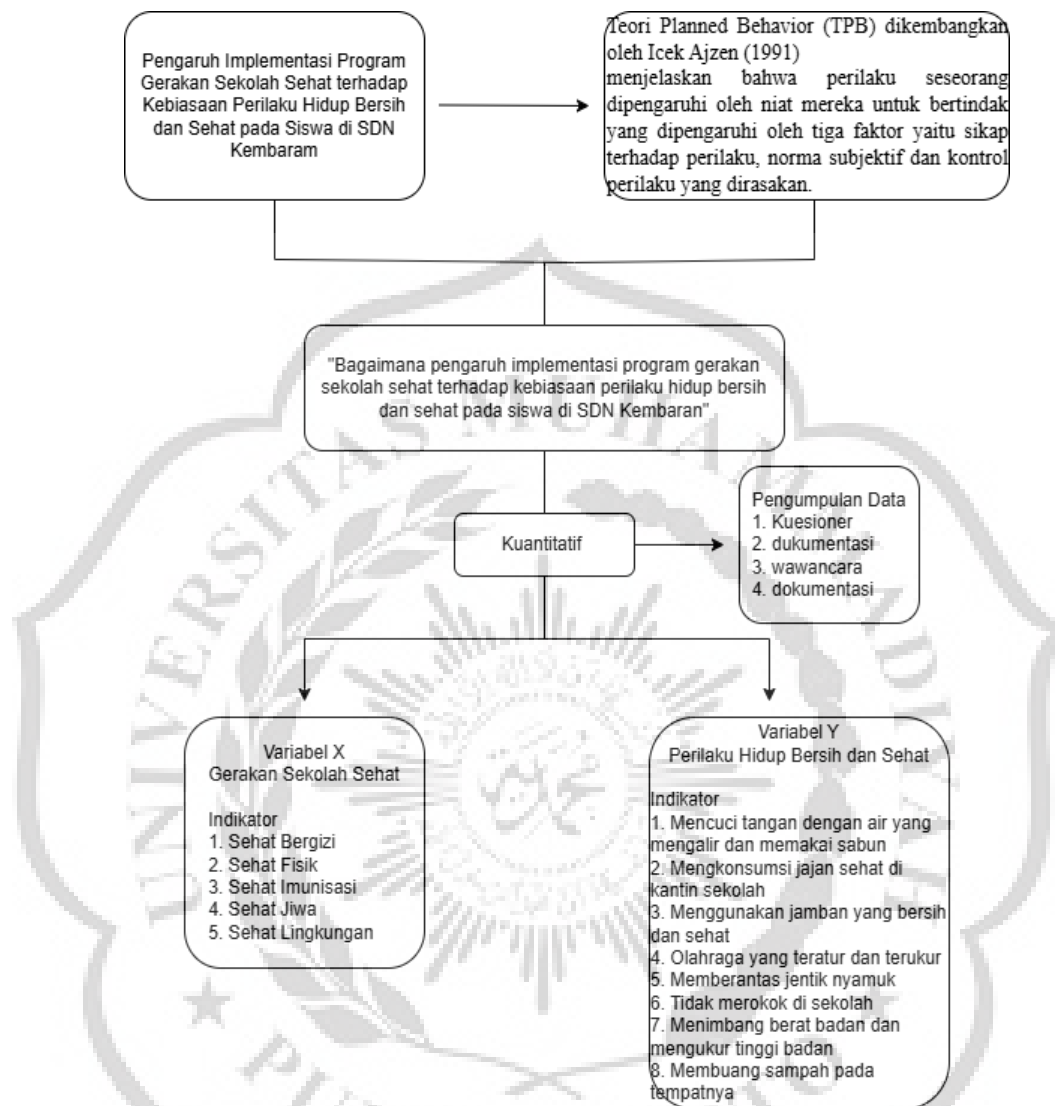 Pengaruh Implementasi Program
Gerakan Sekolah Sehat terhadap
Kebiasaan Perilaku Hidup Bersih
dan Sehat pada Siswa di SDN
Kembaram
Teori Planned Behavior (TPB) dikembangkan
oleh Icek Ajzen (1991)
menjelaskan bahwa perilaku seseorang
dipengaruhi oleh niat mereka untuk bertindak
yang dipengaruhi oleh tiga faktor yaitu sikap
terhadap perilaku, norma subjektif dan kontrol
perilaku yang dirasakan.
"Bagaimana pengaruh implementasi program gerakan
sekolah sehat terhadap kebiasaan perilaku hidup bersih
dan sehat pada siswa di SDN Kembaran"
Kuantitatif
Pengumpulan Data
1. Kuesioner
2. dukumentasi
3. wawancara
4. dokumentasi
Variabel X
Gerakan Sekolah Sehat
Indikator
1. Sehat Bergizi
2. Sehat Fisik
3. Sehat Imunisasi
4. Sehat Jiwa
5. Sehat Lingkungan
Variabel Y
Perilaku Hidup Bersih dan Sehat
Indikator
1. Mencuci tangan dengan air yang
mengalir dan memakai sabun
2. Mengkonsumsi jajan sehat di
kantin sekolah
3. Menggunakan jamban yang bersih
dan sehat
4. Olahraga yang teratur dan terukur
5. Memberantas jentik nyamuk
6. Tidak merokok di sekolah
7. Menimbang berat badan dan
mengukur tinggi badan
8. Membuang sampah pada
tempatnya
UNIVERSITAS MUHAMMADIYAH